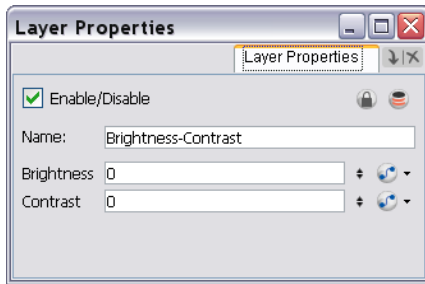 Layer Properties
Layer Properties
Enable/Disable
Name: Brightness-Contrast
Brightness 0
Contrast 0